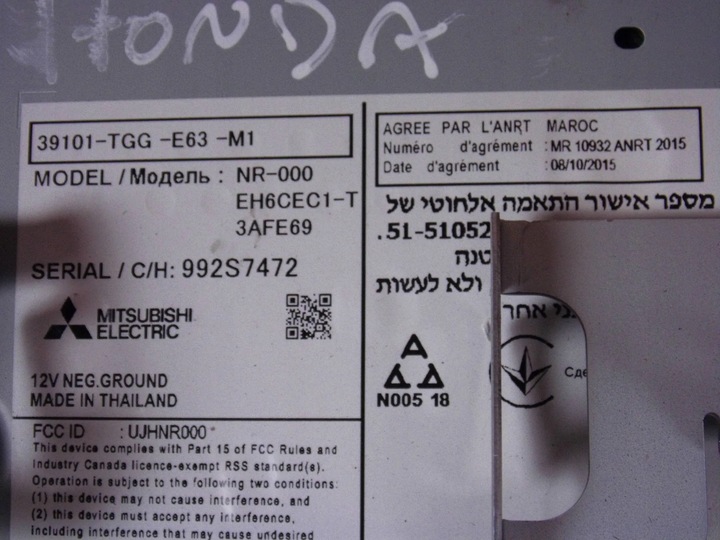 HONDA
39101-TGG -E63 -M1
MODEL / Модель : NR-000
EH6CEC1-T
3AFE69
SERIAL / С/Н: 992S7472
MITSUBISHI
ELECTRIC
12V NEG.GROUND
MADE IN THAILAND
FCC ID : UJHNR000
This device complies with Part 15 of FCC Rules and
Industry Canada licence-exempt RSS standard(s).
Operation is subject to the following two conditions:
(1) this device may not cause interference, and
(2) this device must accept any interference,
including interference that may cause undesired
AGREE PAR L'ANRT MAROC
Numéro d'agrément : MR 10932 ANRT 2015
Date d'agrément : 08/10/2015
מספר אישור התאמה אלחוטי של
.51-51052
ולא לעשות
אחר
A
N005 18